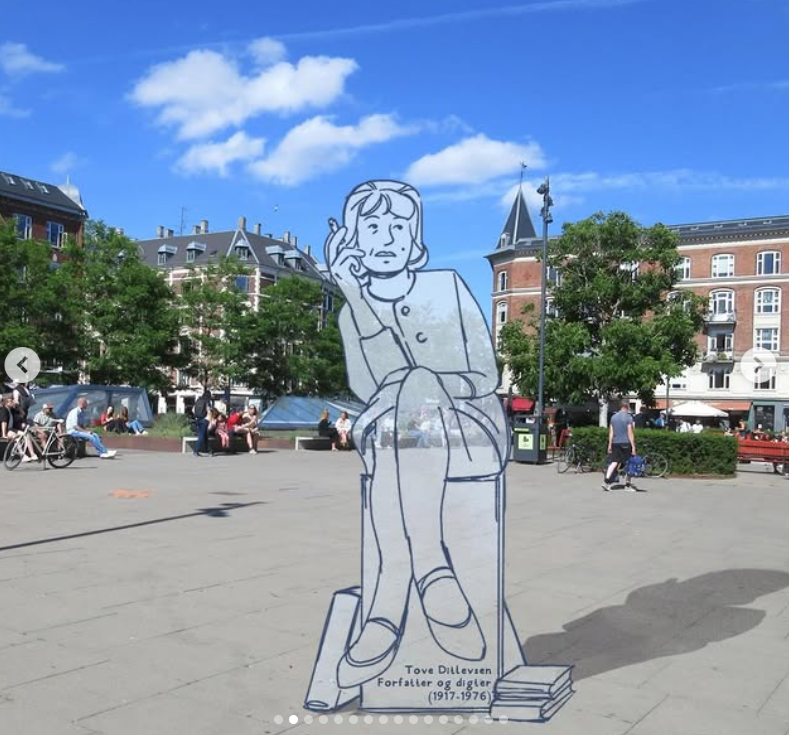 Tove Ditlevsen
Forfatter og digter
(1917-1976)